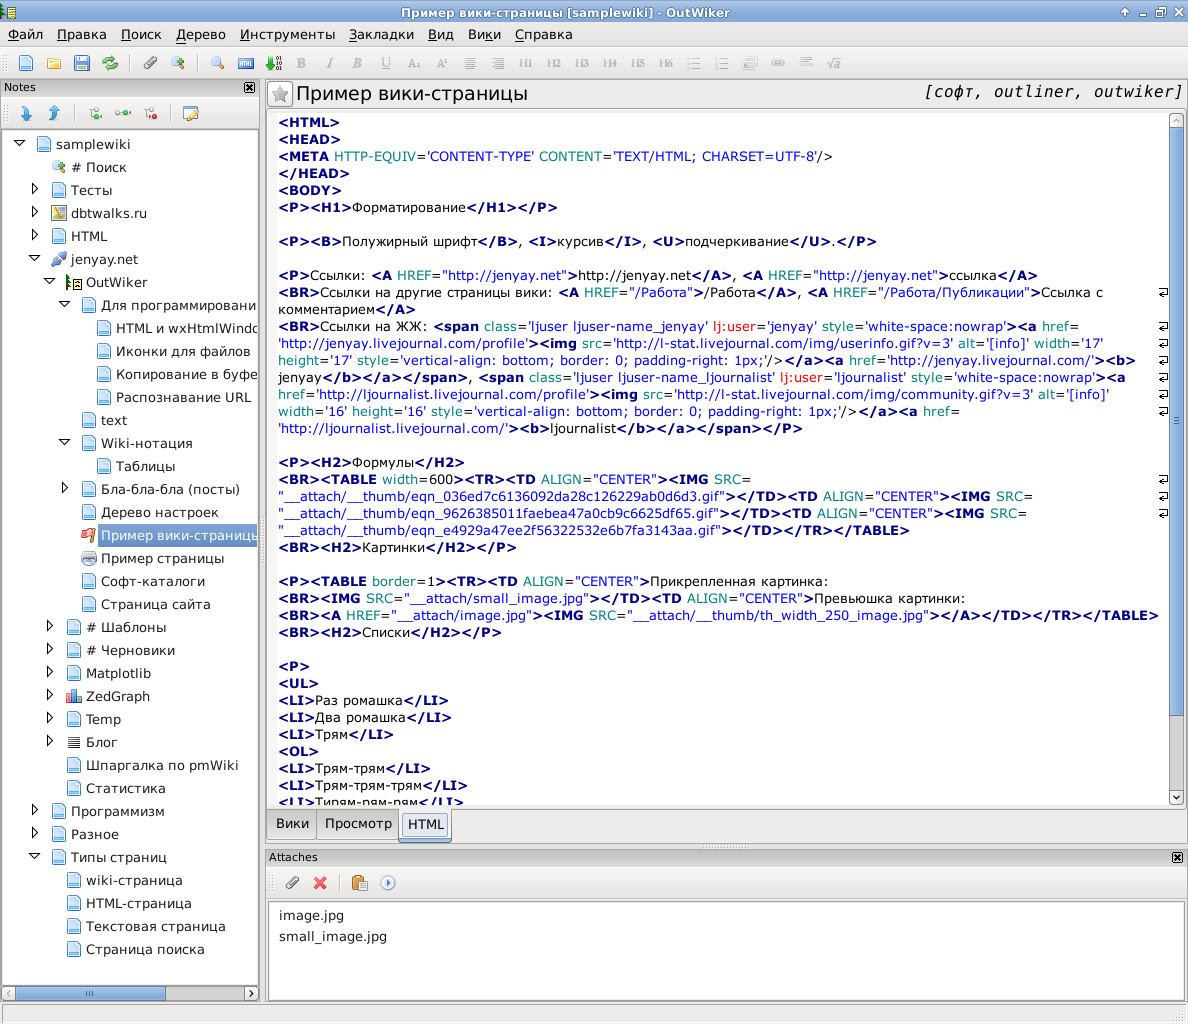 Пример вики-страницы [samplewiki] - OutWiker
Файл Правка Поиск Дерево Инструменты Закладки Вид Вики Справка
B I B U A₂ A² H1 H2 H3 H4 H5 H6 √a
Notes
samplewiki
# Поиск
Тесты
dbtwalks.ru
HTML
jenyay.net
OutWiker
Для программировани
HTML и wxHtmlWindo
Иконки для файлов
Копирование в буфе
Распознавание URL
text
Wiki-нотация
Таблицы
Бла-бла-бла (посты)
Дерево настроек
Пример вики-страницы
Пример страницы
Софт-каталоги
Страница сайта
# Шаблоны
# Черновики
Matplotlib
ZedGraph
Temp
Блог
Шпаргалка по pmWiki
Статистика
Программизм
Разное
Типы страниц
wiki-страница
HTML-страница
Текстовая страница
Страница поиска
Пример вики-страницы
[софт, outliner, outwiker]
<HTML>
<HEAD>
<META HTTP-EQUIV='CONTENT-TYPE' CONTENT='TEXT/HTML; CHARSET=UTF-8'/>
</HEAD>
<BODY>
<P><H1>Форматирование</H1></P>
<P><B>Полужирный шрифт</B>, <I>курсив</I>, <U>подчеркивание</U>.</P>
<P>Ссылки: <A HREF="http://jenyay.net">http://jenyay.net</A>, <A HREF="http://jenyay.net">ссылка</A>
<BR>Ссылки на другие страницы вики: <A HREF="/Работа">/Работа</A>, <A HREF="/Работа/Публикации">Ссылка с
комментарием</A>
<BR>Ссылки на ЖЖ: <span class='ljuser ljuser-name_jenyay' lj:user='jenyay' style='white-space:nowrap'><a href=
'http://jenyay.livejournal.com/profile'><img src='http://l-stat.livejournal.com/img/userinfo.gif?v=3' alt='[info]' width='17'
height='17' style='vertical-align: bottom; border: 0; padding-right: 1px;'/></a><a href='http://jenyay.livejournal.com/'><b>
jenyay</b></a></span>, <span class='ljuser ljuser-name_ljournalist' lj:user='ljournalist' style='white-space:nowrap'><a
href='http://ljournalist.livejournal.com/profile'><img src='http://l-stat.livejournal.com/img/community.gif?v=3' alt='[info]'
width='16' height='16' style='vertical-align: bottom; border: 0; padding-right: 1px;'/></a><a href=
'http://ljournalist.livejournal.com/'><b>ljournalist</b></a></span></P>
<P><H2>Формулы</H2>
<BR><TABLE width=600><TR><TD ALIGN="CENTER"><IMG SRC=
"__attach/__thumb/eqn_036ed7c6136092da28c126229ab0d6d3.gif"></TD><TD ALIGN="CENTER"><IMG SRC=
"__attach/__thumb/eqn_9626385011faebea47a0cb9c6625df65.gif"></TD><TD ALIGN="CENTER"><IMG SRC=
"__attach/__thumb/eqn_e4929a47ee2f56322532e6b7fa3143aa.gif"></TD></TR></TABLE>
<BR><H2>Картинки</H2></P>
<P><TABLE border=1><TR><TD ALIGN="CENTER">Прикрепленная картинка:
<BR><IMG SRC="__attach/small_image.jpg"></TD><TD ALIGN="CENTER">Превьюшка картинки:
<BR><A HREF="__attach/image.jpg"><IMG SRC="__attach/__thumb/th_width_250_image.jpg"></A></TD></TR></TABLE>
<BR><H2>Списки</H2></P>
<P>
<UL>
<LI>Раз ромашка</LI>
<LI>Два ромашка</LI>
<LI>Трям</LI>
<OL>
<LI>Трям-трям</LI>
<LI>Трям-трям-трям</LI>
<LI>Тирям-рям-рям</LI>
Вики Просмотр HTML
Attaches
image.jpg
small_image.jpg